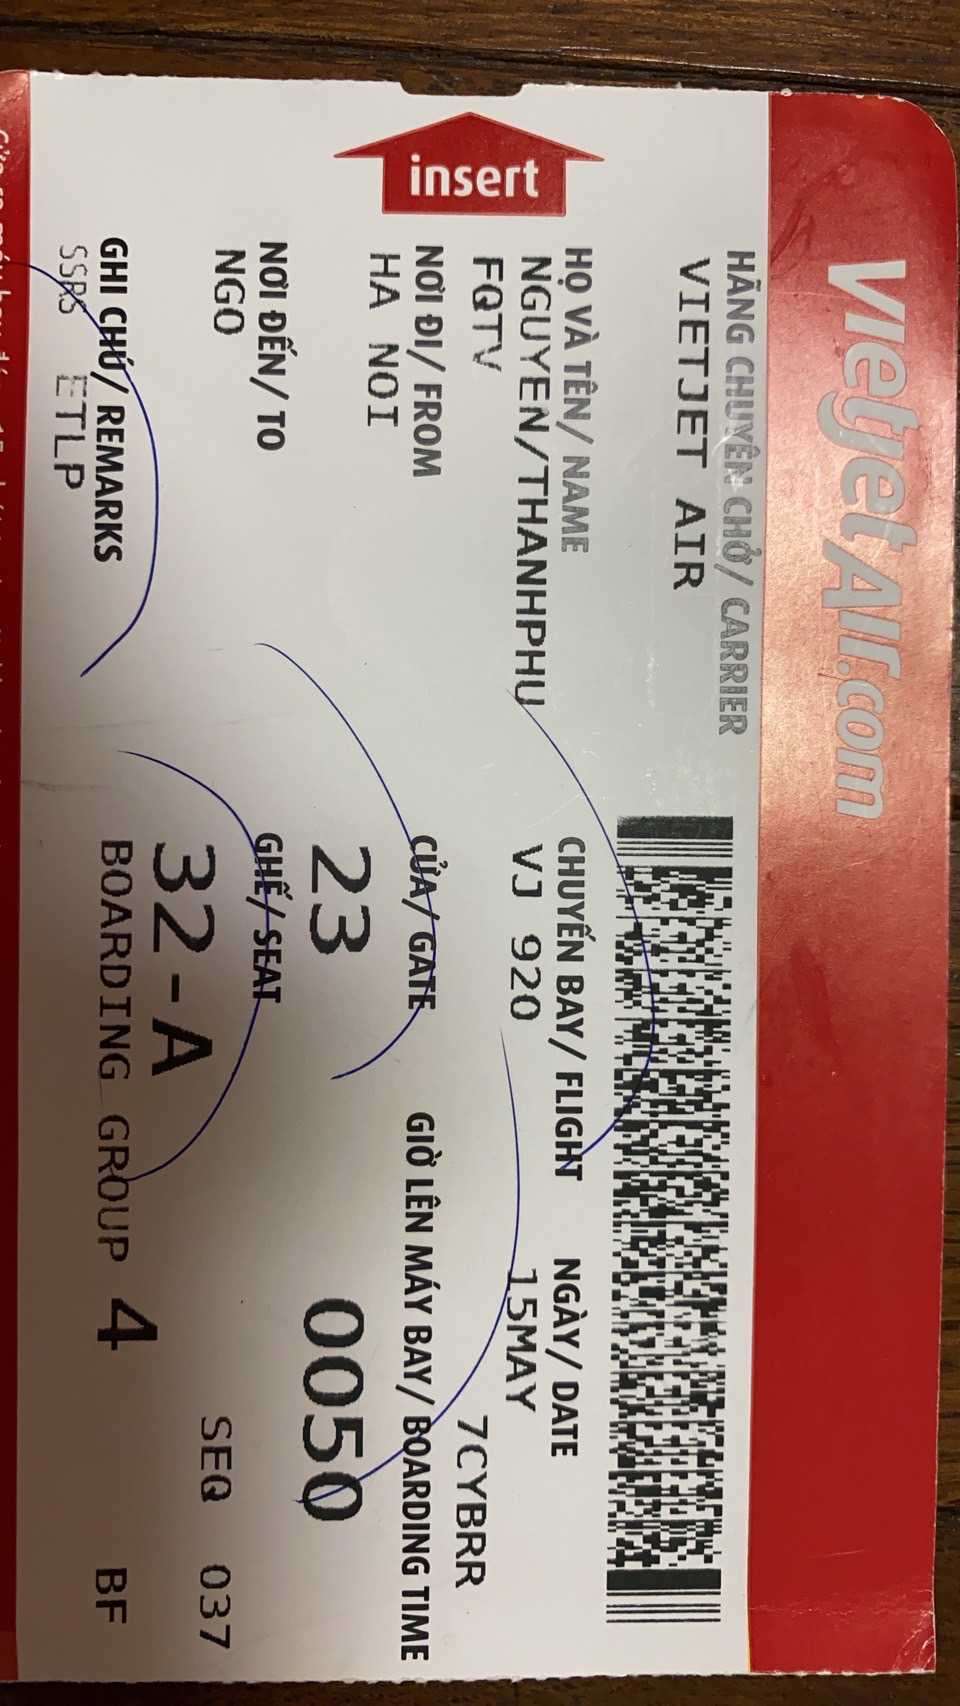 vietjetAir.com
HÃNG CHUYÊN CHỞ/ CARRIER
VIETJET AIR
insert
HỌ VÀ TÊN/ NAME
NGUYEN/THANHPHU
FQTV
CHUYẾN BAY/ FLIGHT
VJ 920
NGÀY/ DATE
15MAY
7CYBRR
NƠI ĐI/ FROM
HA NOI
CỬA/ GATE
23
GIỜ LÊN MÁY BAY/ BOARDING TIME
0050
NƠI ĐẾN/ TO
NGO
GHẾ/ SEAT
32-A
SEQ 037
GHI CHÚ/ REMARKS
SSRS ETLP
BOARDING GROUP 4
BF